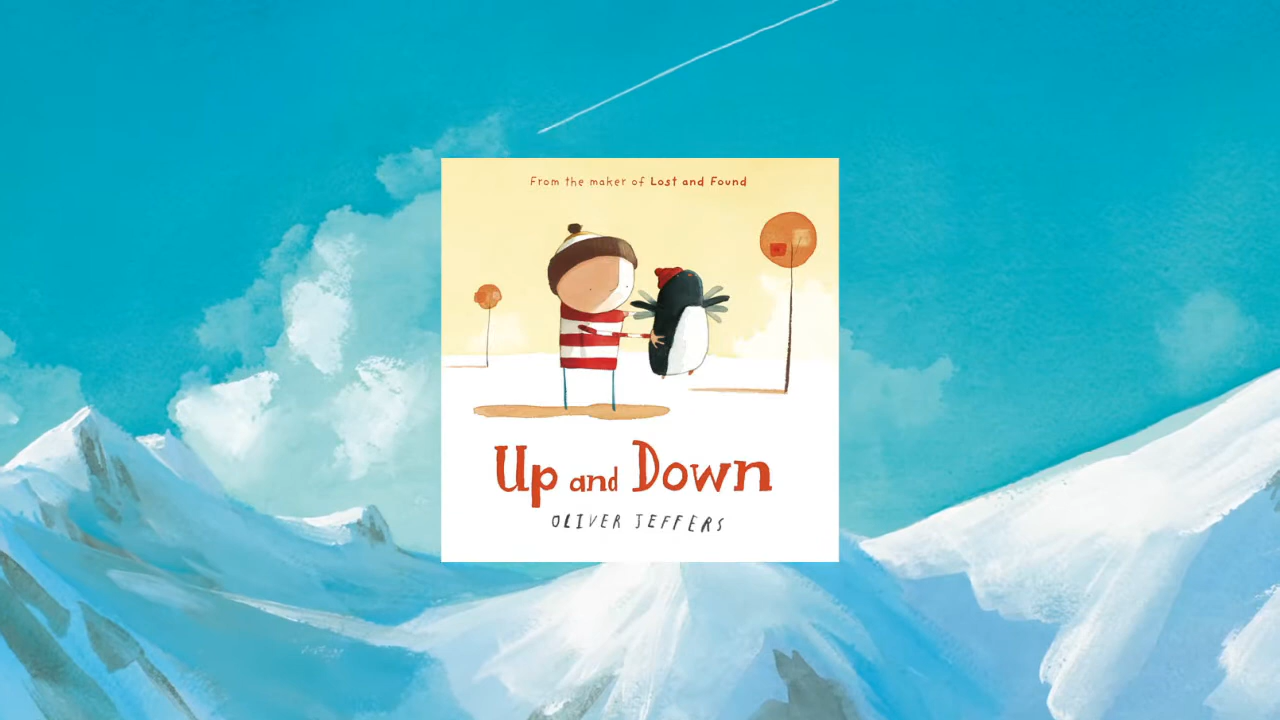 From the maker of Lost and Found
Up and Down
OLIVER JEFFERS